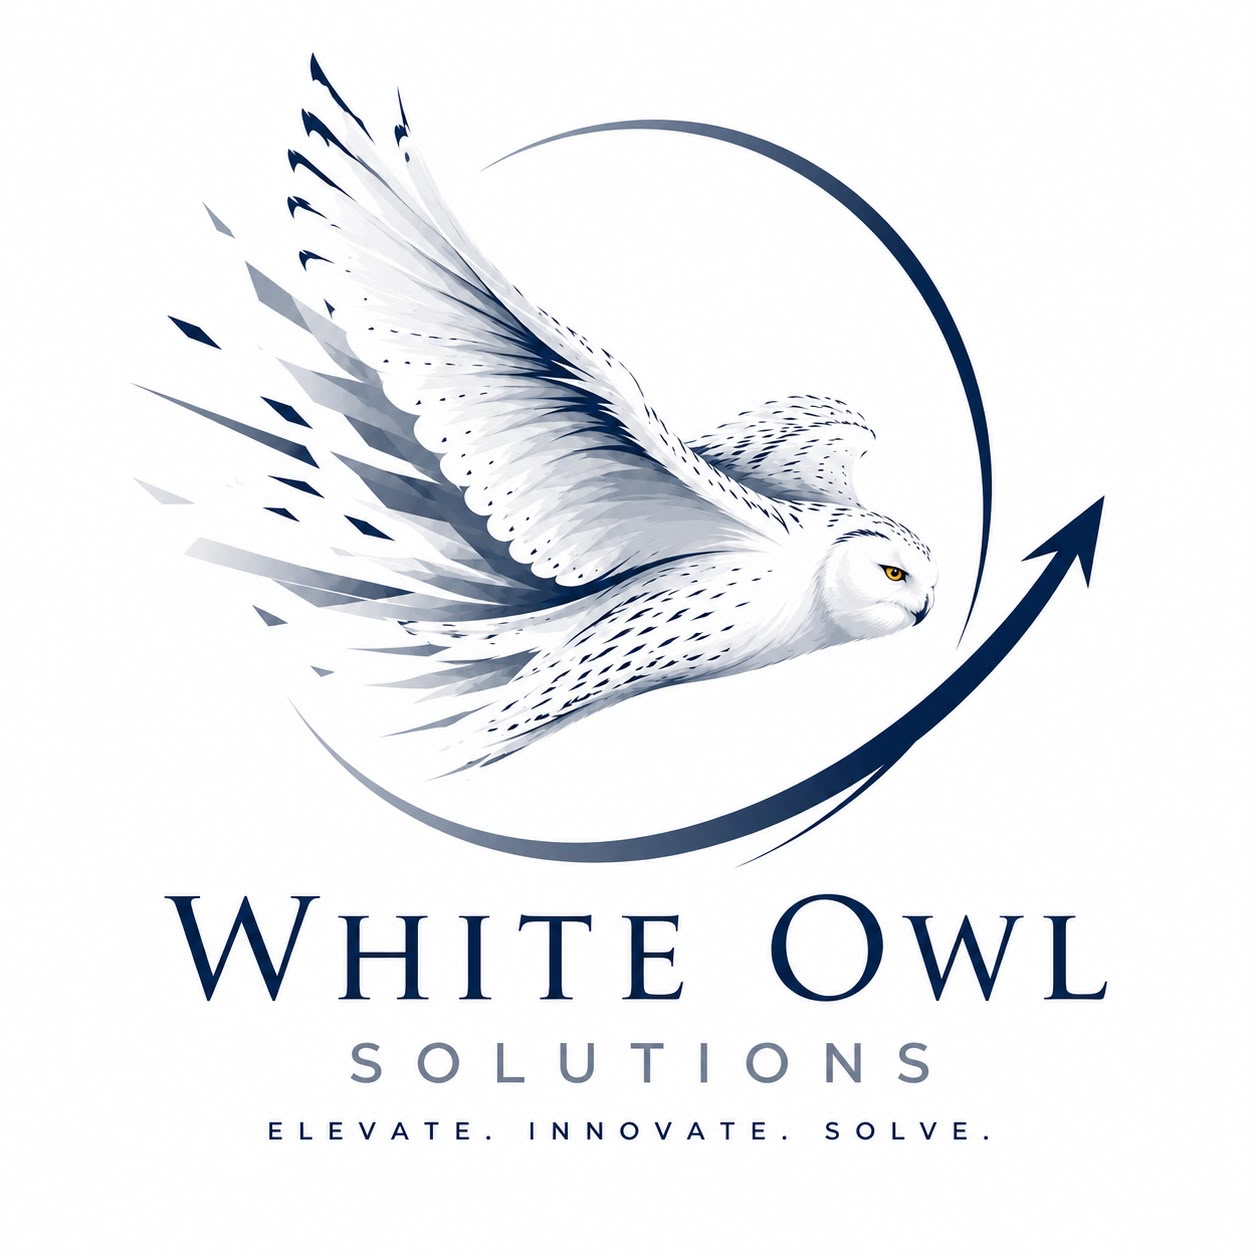 WHITE OWL
SOLUTIONS
ELEVATE. INNOVATE. SOLVE.